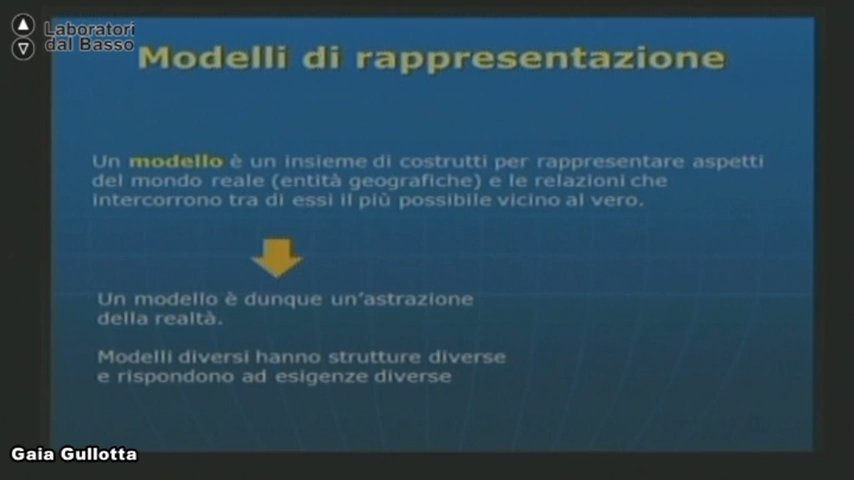 Laboratori
dal Basso
Modelli di rappresentazione
Un modello è un insieme di costrutti per rappresentare aspetti
del mondo reale (entità geografiche) e le relazioni che
intercorrono tra di essi il più possibile vicino al vero.
Un modello è dunque un'astrazione
della realtà.
Modelli diversi hanno strutture diverse
e rispondono ad esigenze diverse
Gaia Gullotta